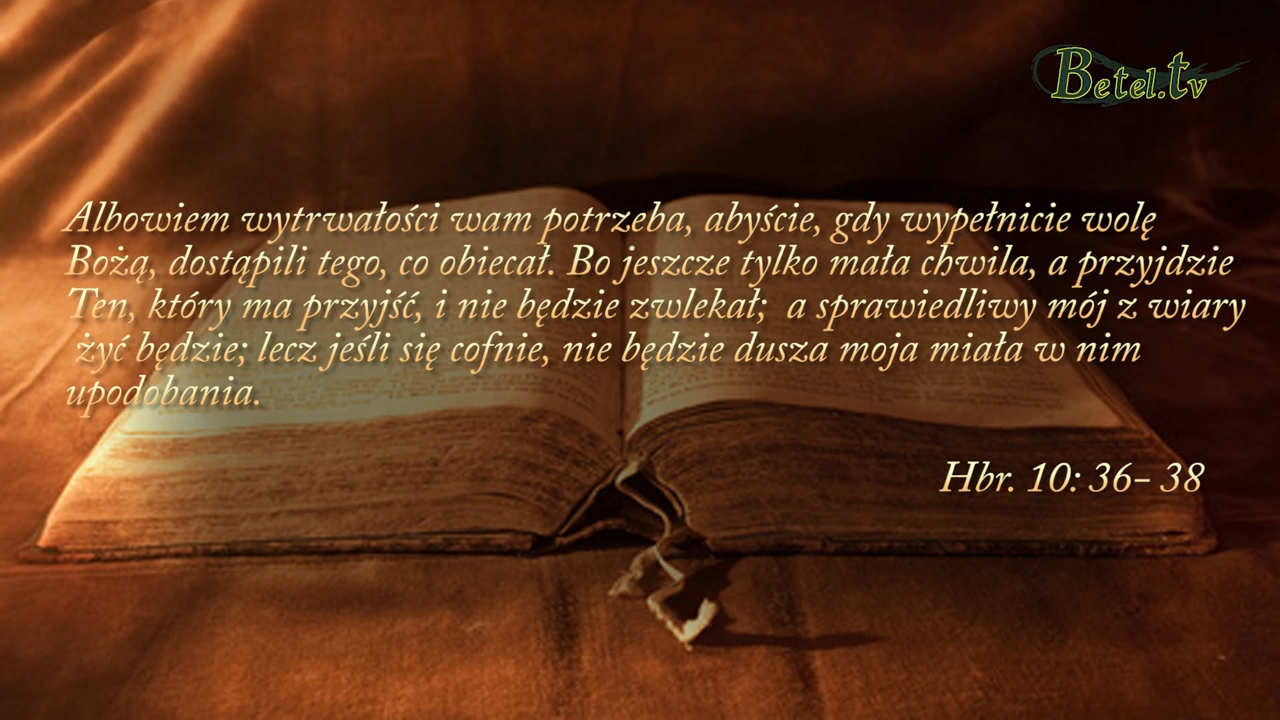 Betel.tv
Albowiem wytrwałości wam potrzeba, abyście, gdy wypełnicie wolę
Bożą, dostąpili tego, co obiecał. Bo jeszcze tylko mała chwila, a przyjdzie
Ten, który ma przyjść, i nie będzie zwlekał; a sprawiedliwy mój z wiary
żyć będzie; lecz jeśli się cofnie, nie będzie dusza moja miała w nim
upodobania.
Hbr. 10: 36- 38